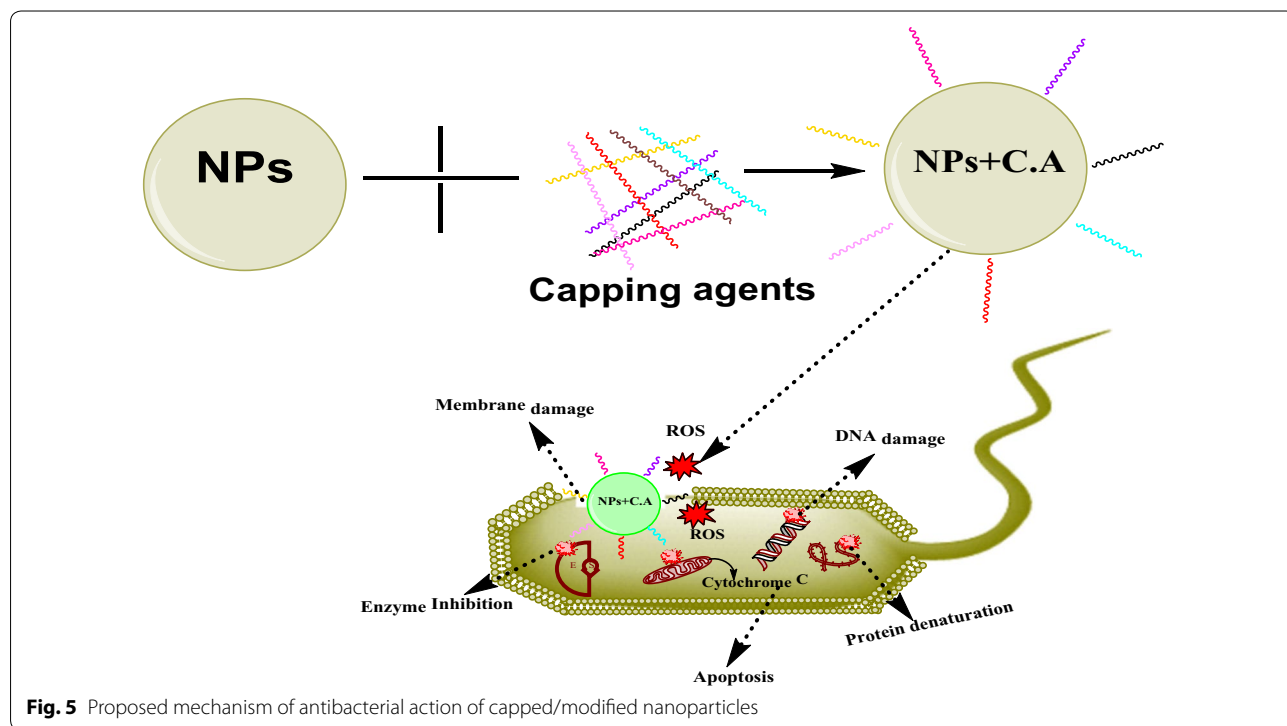 NPs
NPs+C.A
Capping agents
Membrane damage
ROS
DNA damage
NPs+C.A
ROS
E S
Cytochrome C
Enzyme Inhibition
Protein denaturation
Apoptosis
Fig. 5 Proposed mechanism of antibacterial action of capped/modified nanoparticles